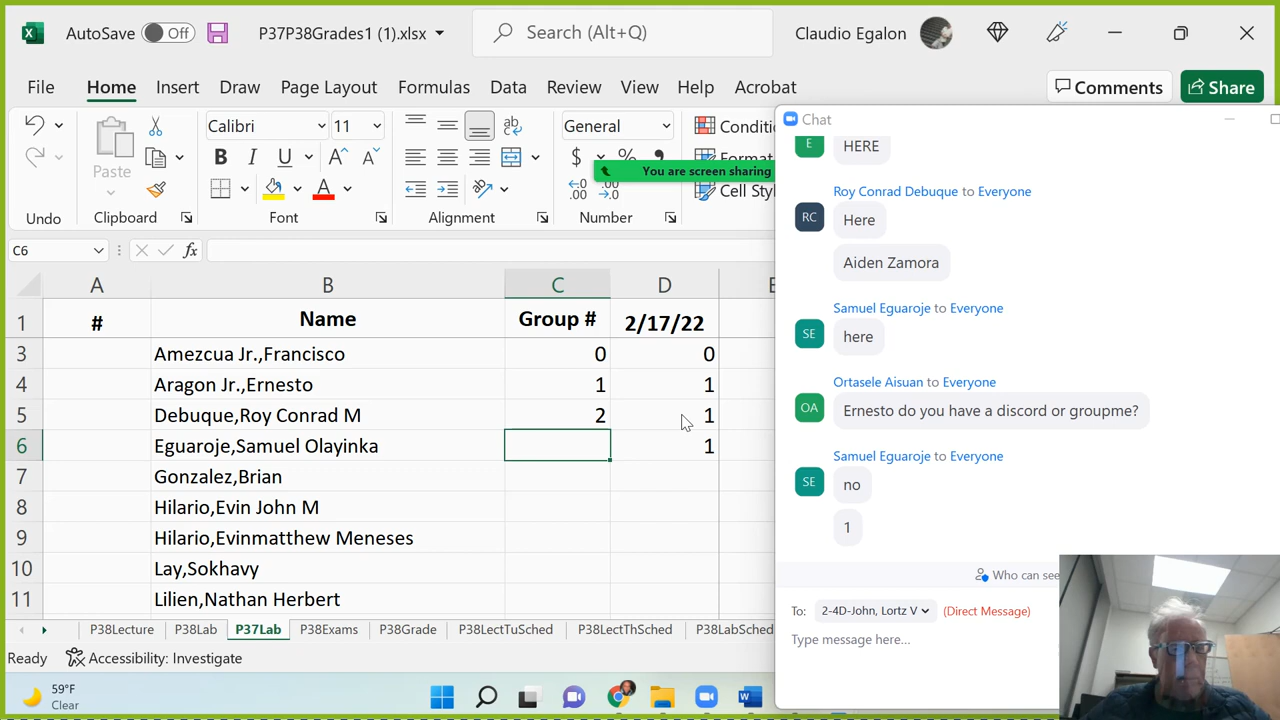 AutoSave Off P37P38Grades1 (1).xlsx Search (Alt+Q) Claudio Egalon
File Home Insert Draw Page Layout Formulas Data Review View Help Acrobat Comments Share
Calibri 11 General
Paste
B I U A A A $ %
Cell
You are screen sharing
Undo Clipboard Font Alignment Number
C6 fx
A B C D
1 # Name Group # 2/17/22
3 Amezcua Jr.,Francisco 0 0
4 Aragon Jr.,Ernesto 1 1
5 Debuque,Roy Conrad M 2 1
6 Eguaroje,Samuel Olayinka 1
7 Gonzalez,Brian
8 Hilario,Evin John M
9 Hilario,Evinmatthew Meneses
10 Lay,Sokhavy
11 Lilien,Nathan Herbert
P38Lecture P38Lab P37Lab P38Exams P38Grade P38LectTuSched P38LectThSched P38LabSched
Ready Accessibility: Investigate
59°F
Clear
Chat
E HERE
Roy Conrad Debuque to Everyone
RC Here
Aiden Zamora
Samuel Eguaroje to Everyone
SE here
Ortasele Aisuan to Everyone
OA Ernesto do you have a discord or groupme?
Samuel Eguaroje to Everyone
SE no
1
Who can see
To: 2-4D-John, Lortz V (Direct Message)
Type message here...